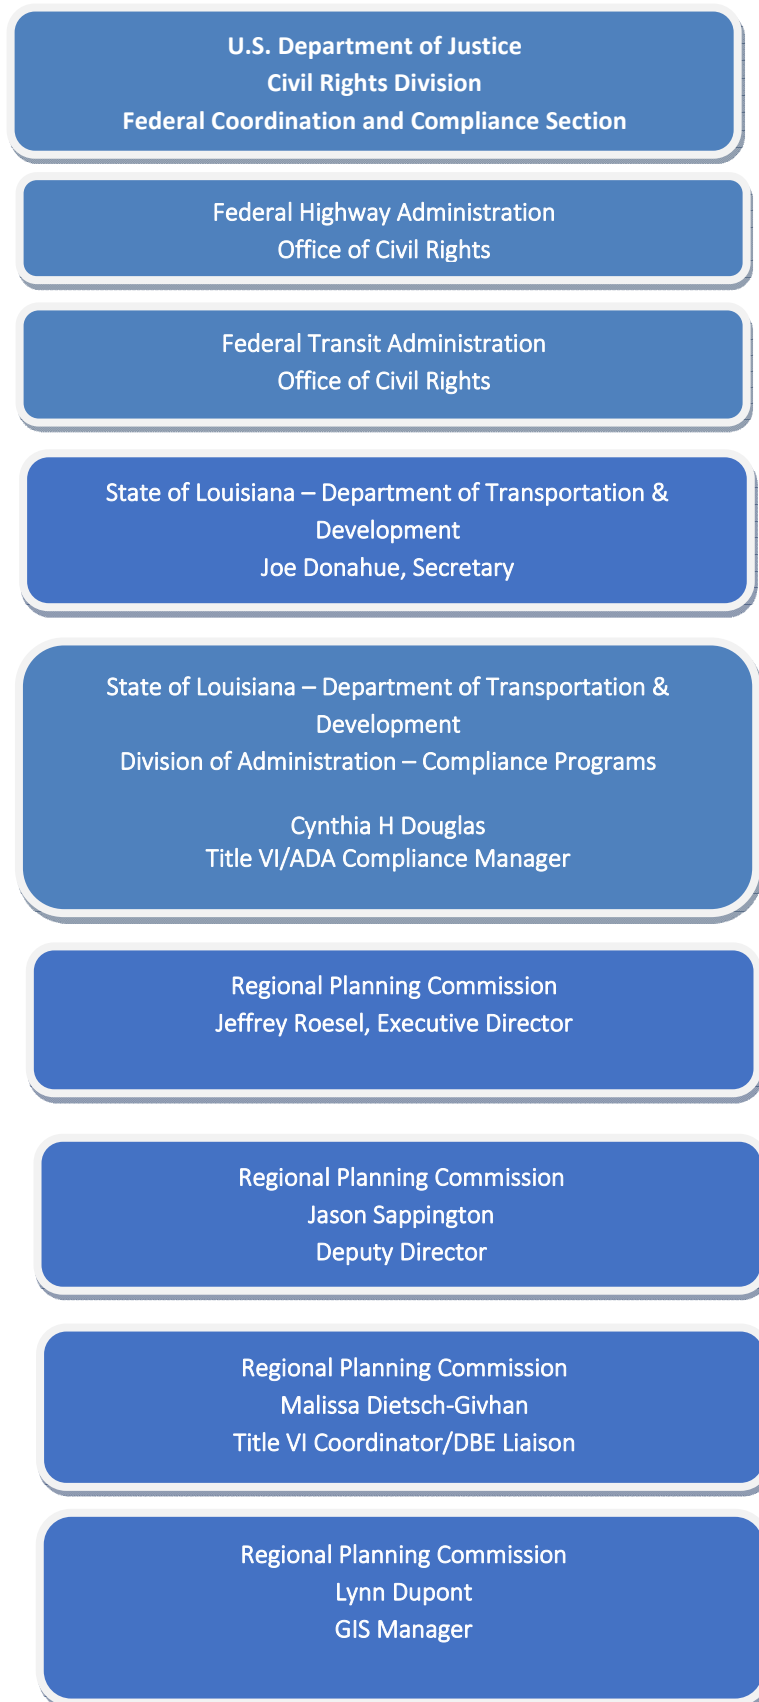 U.S. Department of Justice
Civil Rights Division
Federal Coordination and Compliance Section
Federal Highway Administration
Office of Civil Rights
Federal Transit Administration
Office of Civil Rights
State of Louisiana – Department of Transportation &
Development
Joe Donahue, Secretary
State of Louisiana – Department of Transportation &
Development
Division of Administration – Compliance Programs
Cynthia H Douglas
Title VI/ADA Compliance Manager
Regional Planning Commission
Jeffrey Roesel, Executive Director
Regional Planning Commission
Jason Sappington
Deputy Director
Regional Planning Commission
Malissa Dietsch-Givhan
Title VI Coordinator/DBE Liaison
Regional Planning Commission
Lynn Dupont
GIS Manager